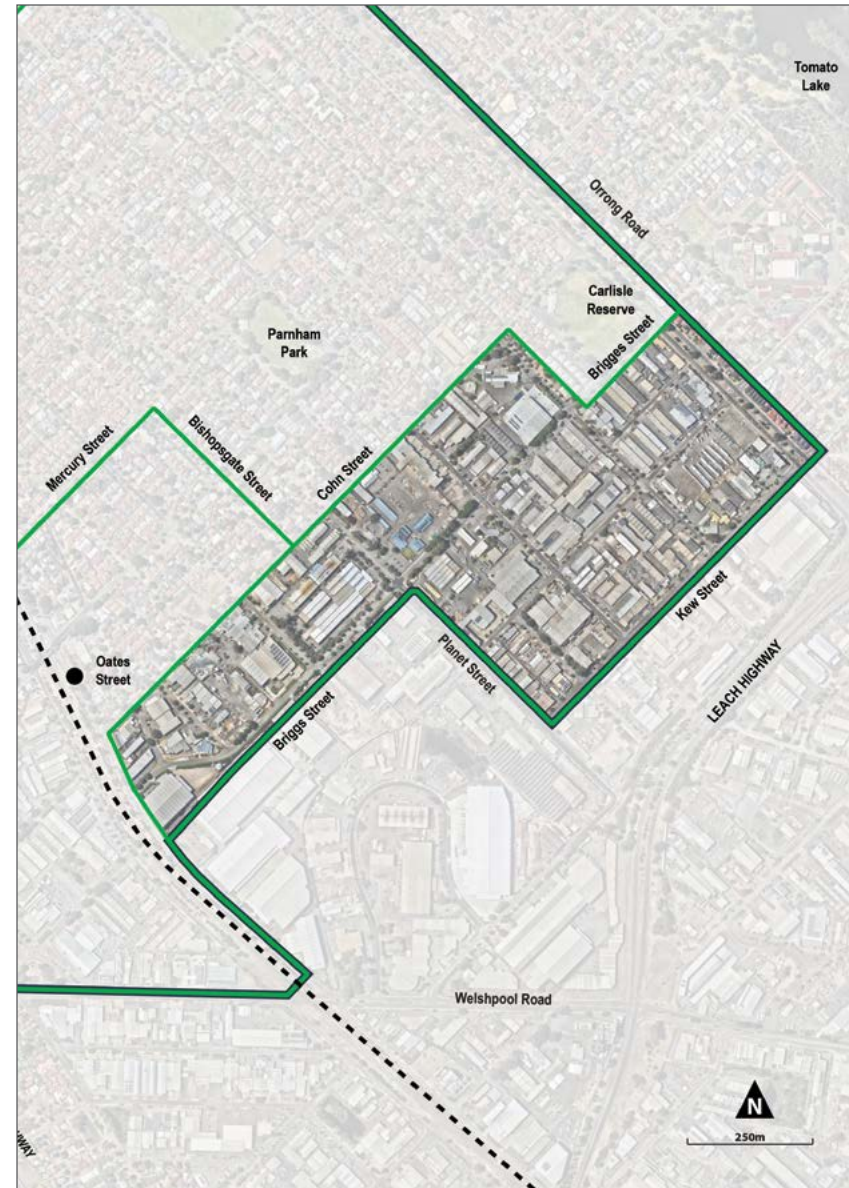 Tomato
Lake
Orrong Road
Carlisle
Reserve
Parnham
Park
Brigges Street
Mercury Street
Bishopsgate Street
Cohn Street
Kew Street
Oates
Street
Planet Street
LEACH HIGHWAY
Briggs Street
Welshpool Road
N
250m
WAY